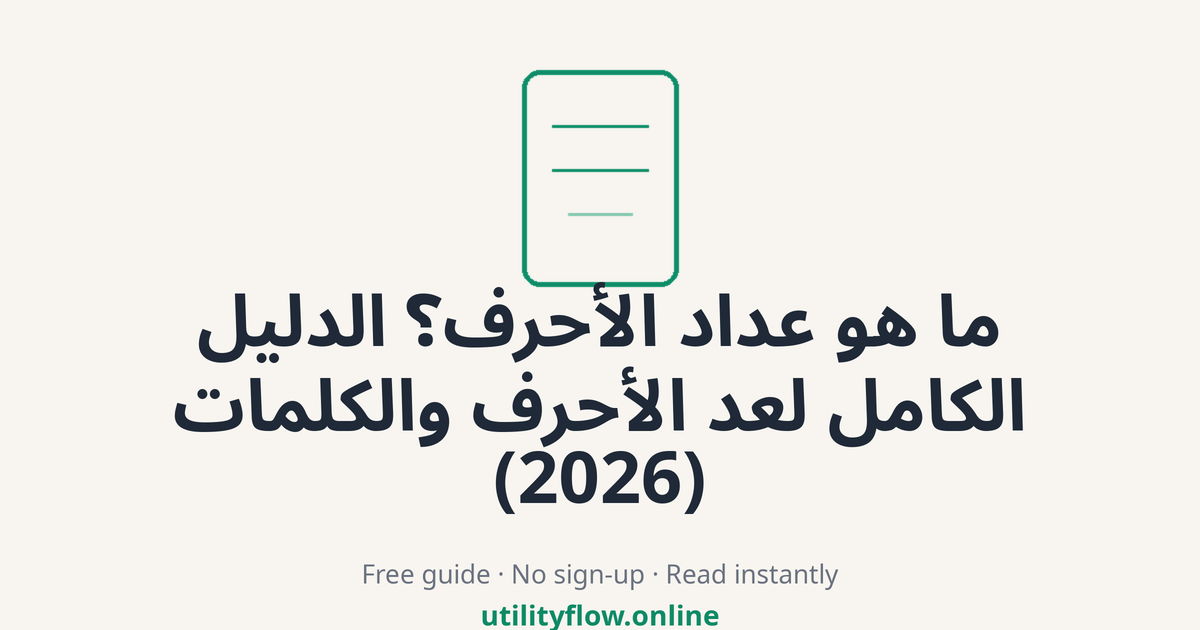 ما هو عداد الأحرف؟ الدليل
الكامل لعد الأحرف والكلمات
(2026)
Free guide · No sign-up · Read instantly
utilityflow.online